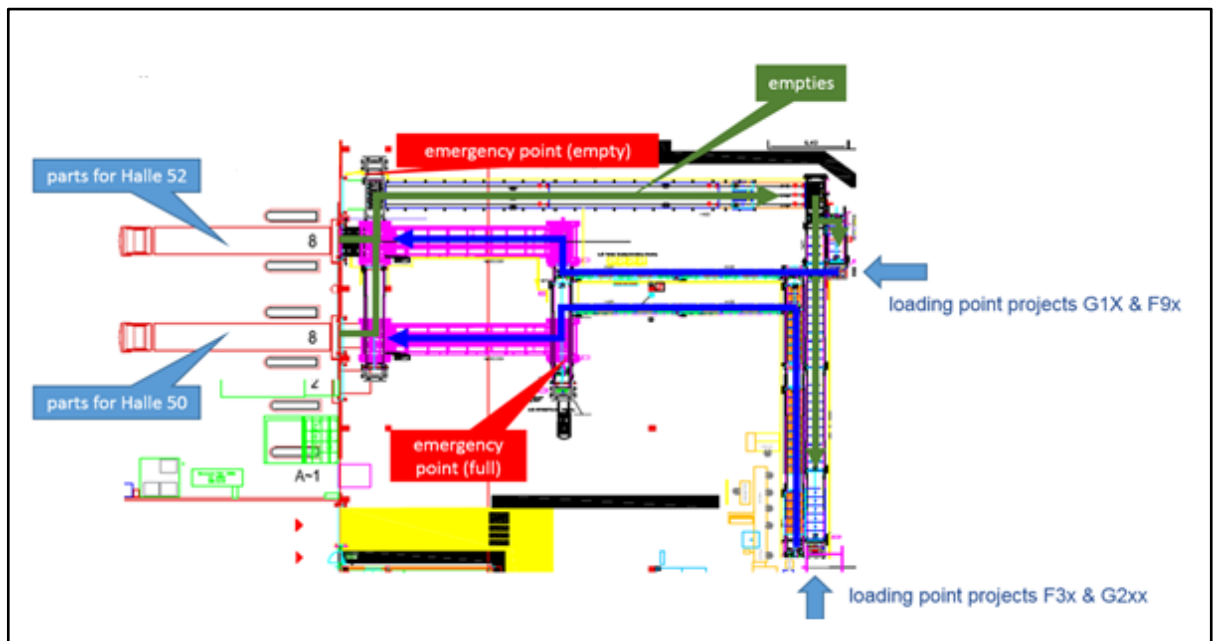 empties
emergency point (empty)
parts for Halle 52
8
loading point projects G1X & F9x
8
parts for Halle 50
emergency
point (full)
A~1
loading point projects F3x & G2xx